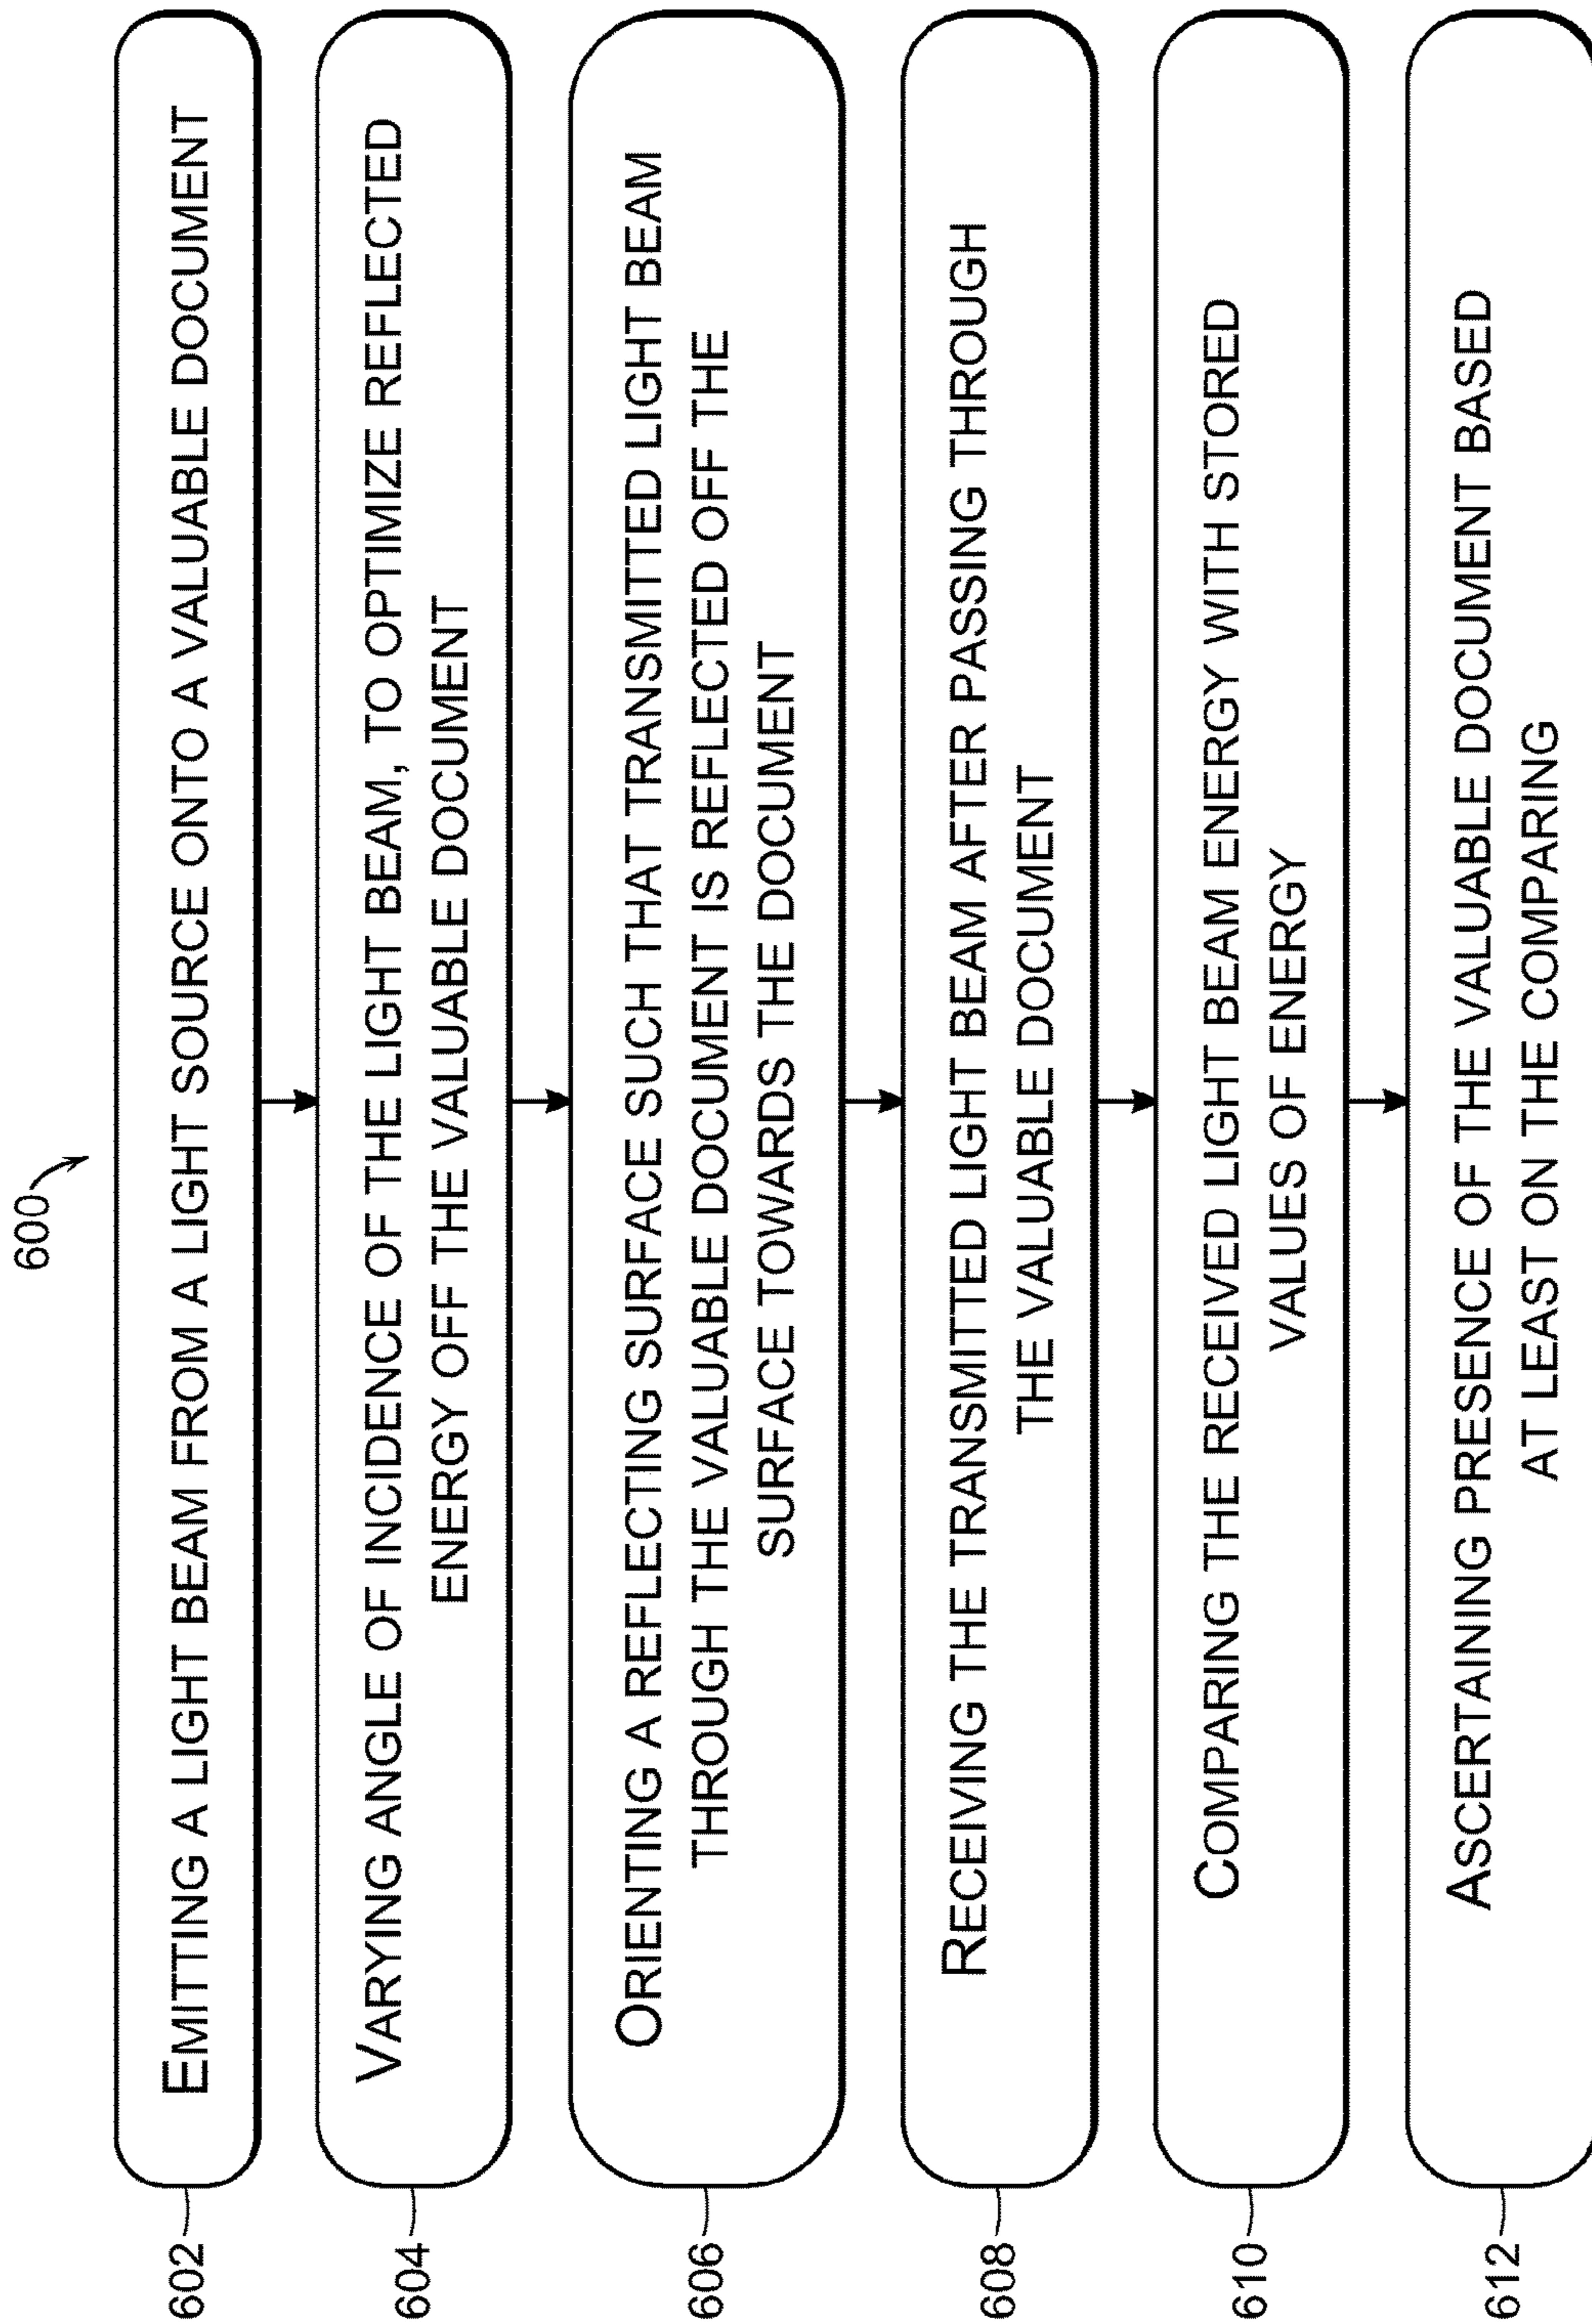 600
602
EMITTING A LIGHT BEAM FROM A LIGHT SOURCE ONTO A VALUABLE DOCUMENT
604
VARYING ANGLE OF INCIDENCE OF THE LIGHT BEAM, TO OPTIMIZE REFLECTED
ENERGY OFF THE VALUABLE DOCUMENT
606
ORIENTING A REFLECTING SURFACE SUCH THAT TRANSMITTED LIGHT BEAM
THROUGH THE VALUABLE DOCUMENT IS REFLECTED OFF THE
SURFACE TOWARDS THE DOCUMENT
608
RECEIVING THE TRANSMITTED LIGHT BEAM AFTER PASSING THROUGH
THE VALUABLE DOCUMENT
610
COMPARING THE RECEIVED LIGHT BEAM ENERGY WITH STORED
VALUES OF ENERGY
612
ASCERTAINING PRESENCE OF THE VALUABLE DOCUMENT BASED
AT LEAST ON THE COMPARING